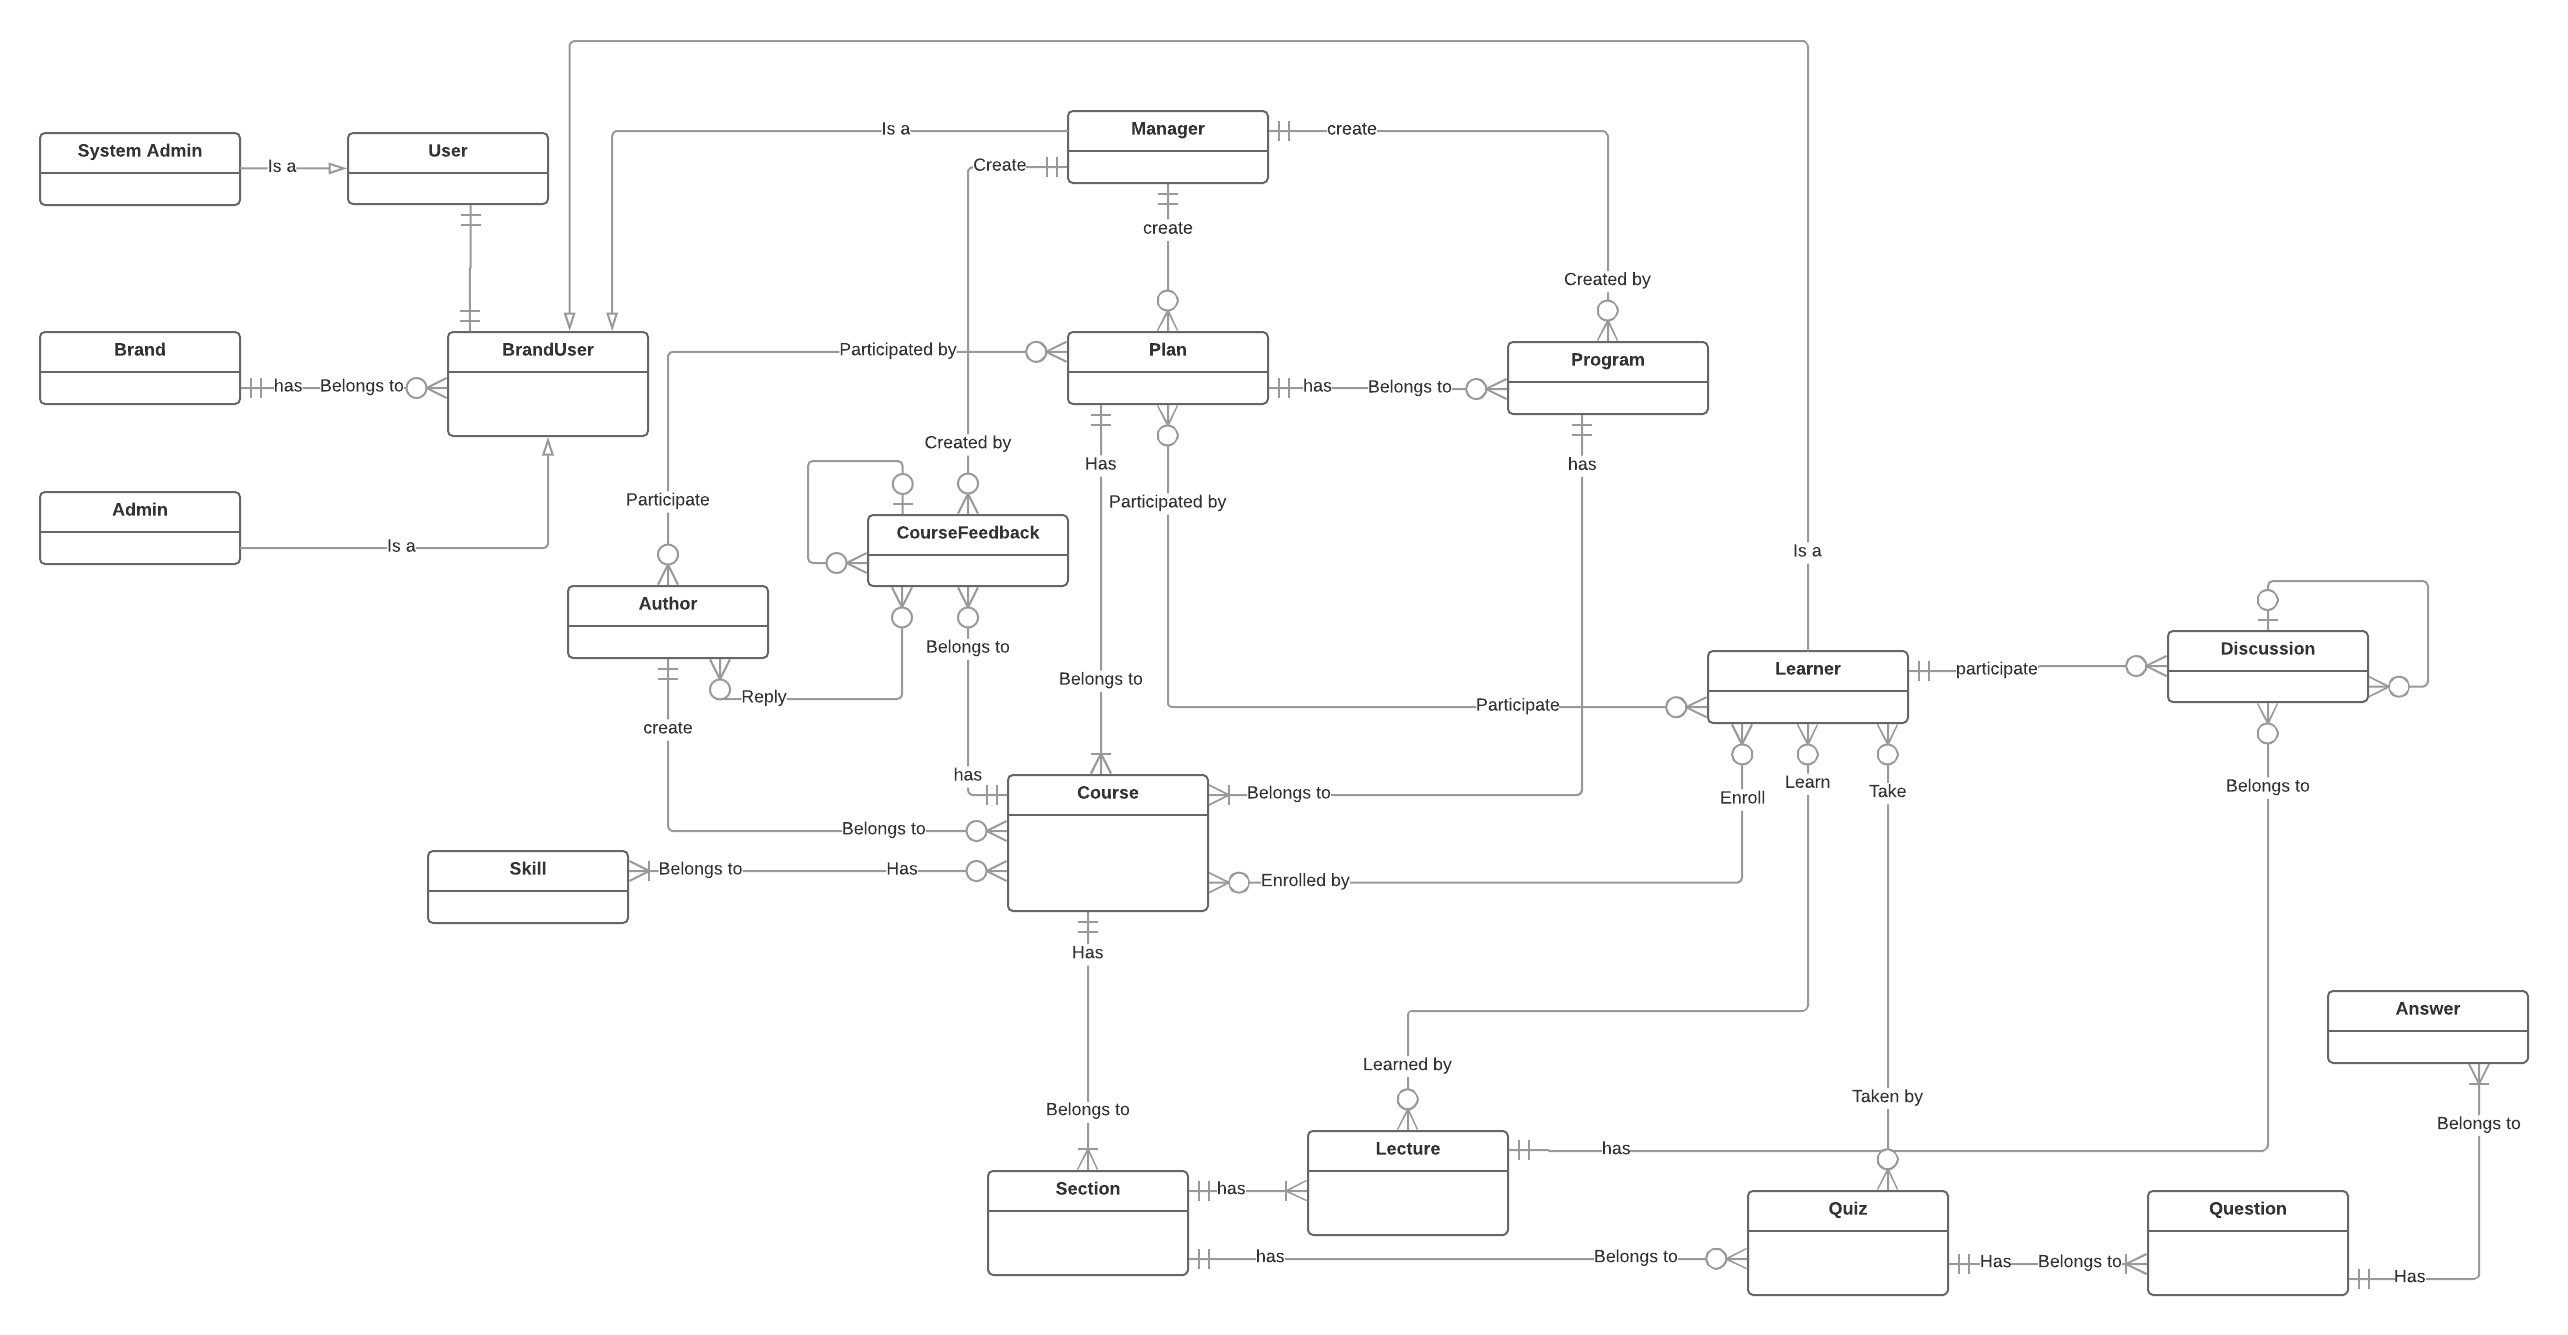 Manager
Is a
create
System Admin
User
Create
Is a
create
Created by
Brand
BrandUser
Participated by
Plan
Program
has
Belongs to
has
Belongs to
Created by
Has
has
Participate
Participated by
Admin
CourseFeedback
Is a
Is a
Author
Belongs to
Discussion
Learner
participate
Belongs to
Reply
Participate
create
has
Learn
Belongs to
Course
Belongs to
Enroll
Take
Belongs to
Skill
Belongs to
Has
Enrolled by
Has
Answer
Learned by
Taken by
Belongs to
Belongs to
Lecture
has
Section
has
Quiz
Question
has
Belongs to
Has
Belongs to
Has